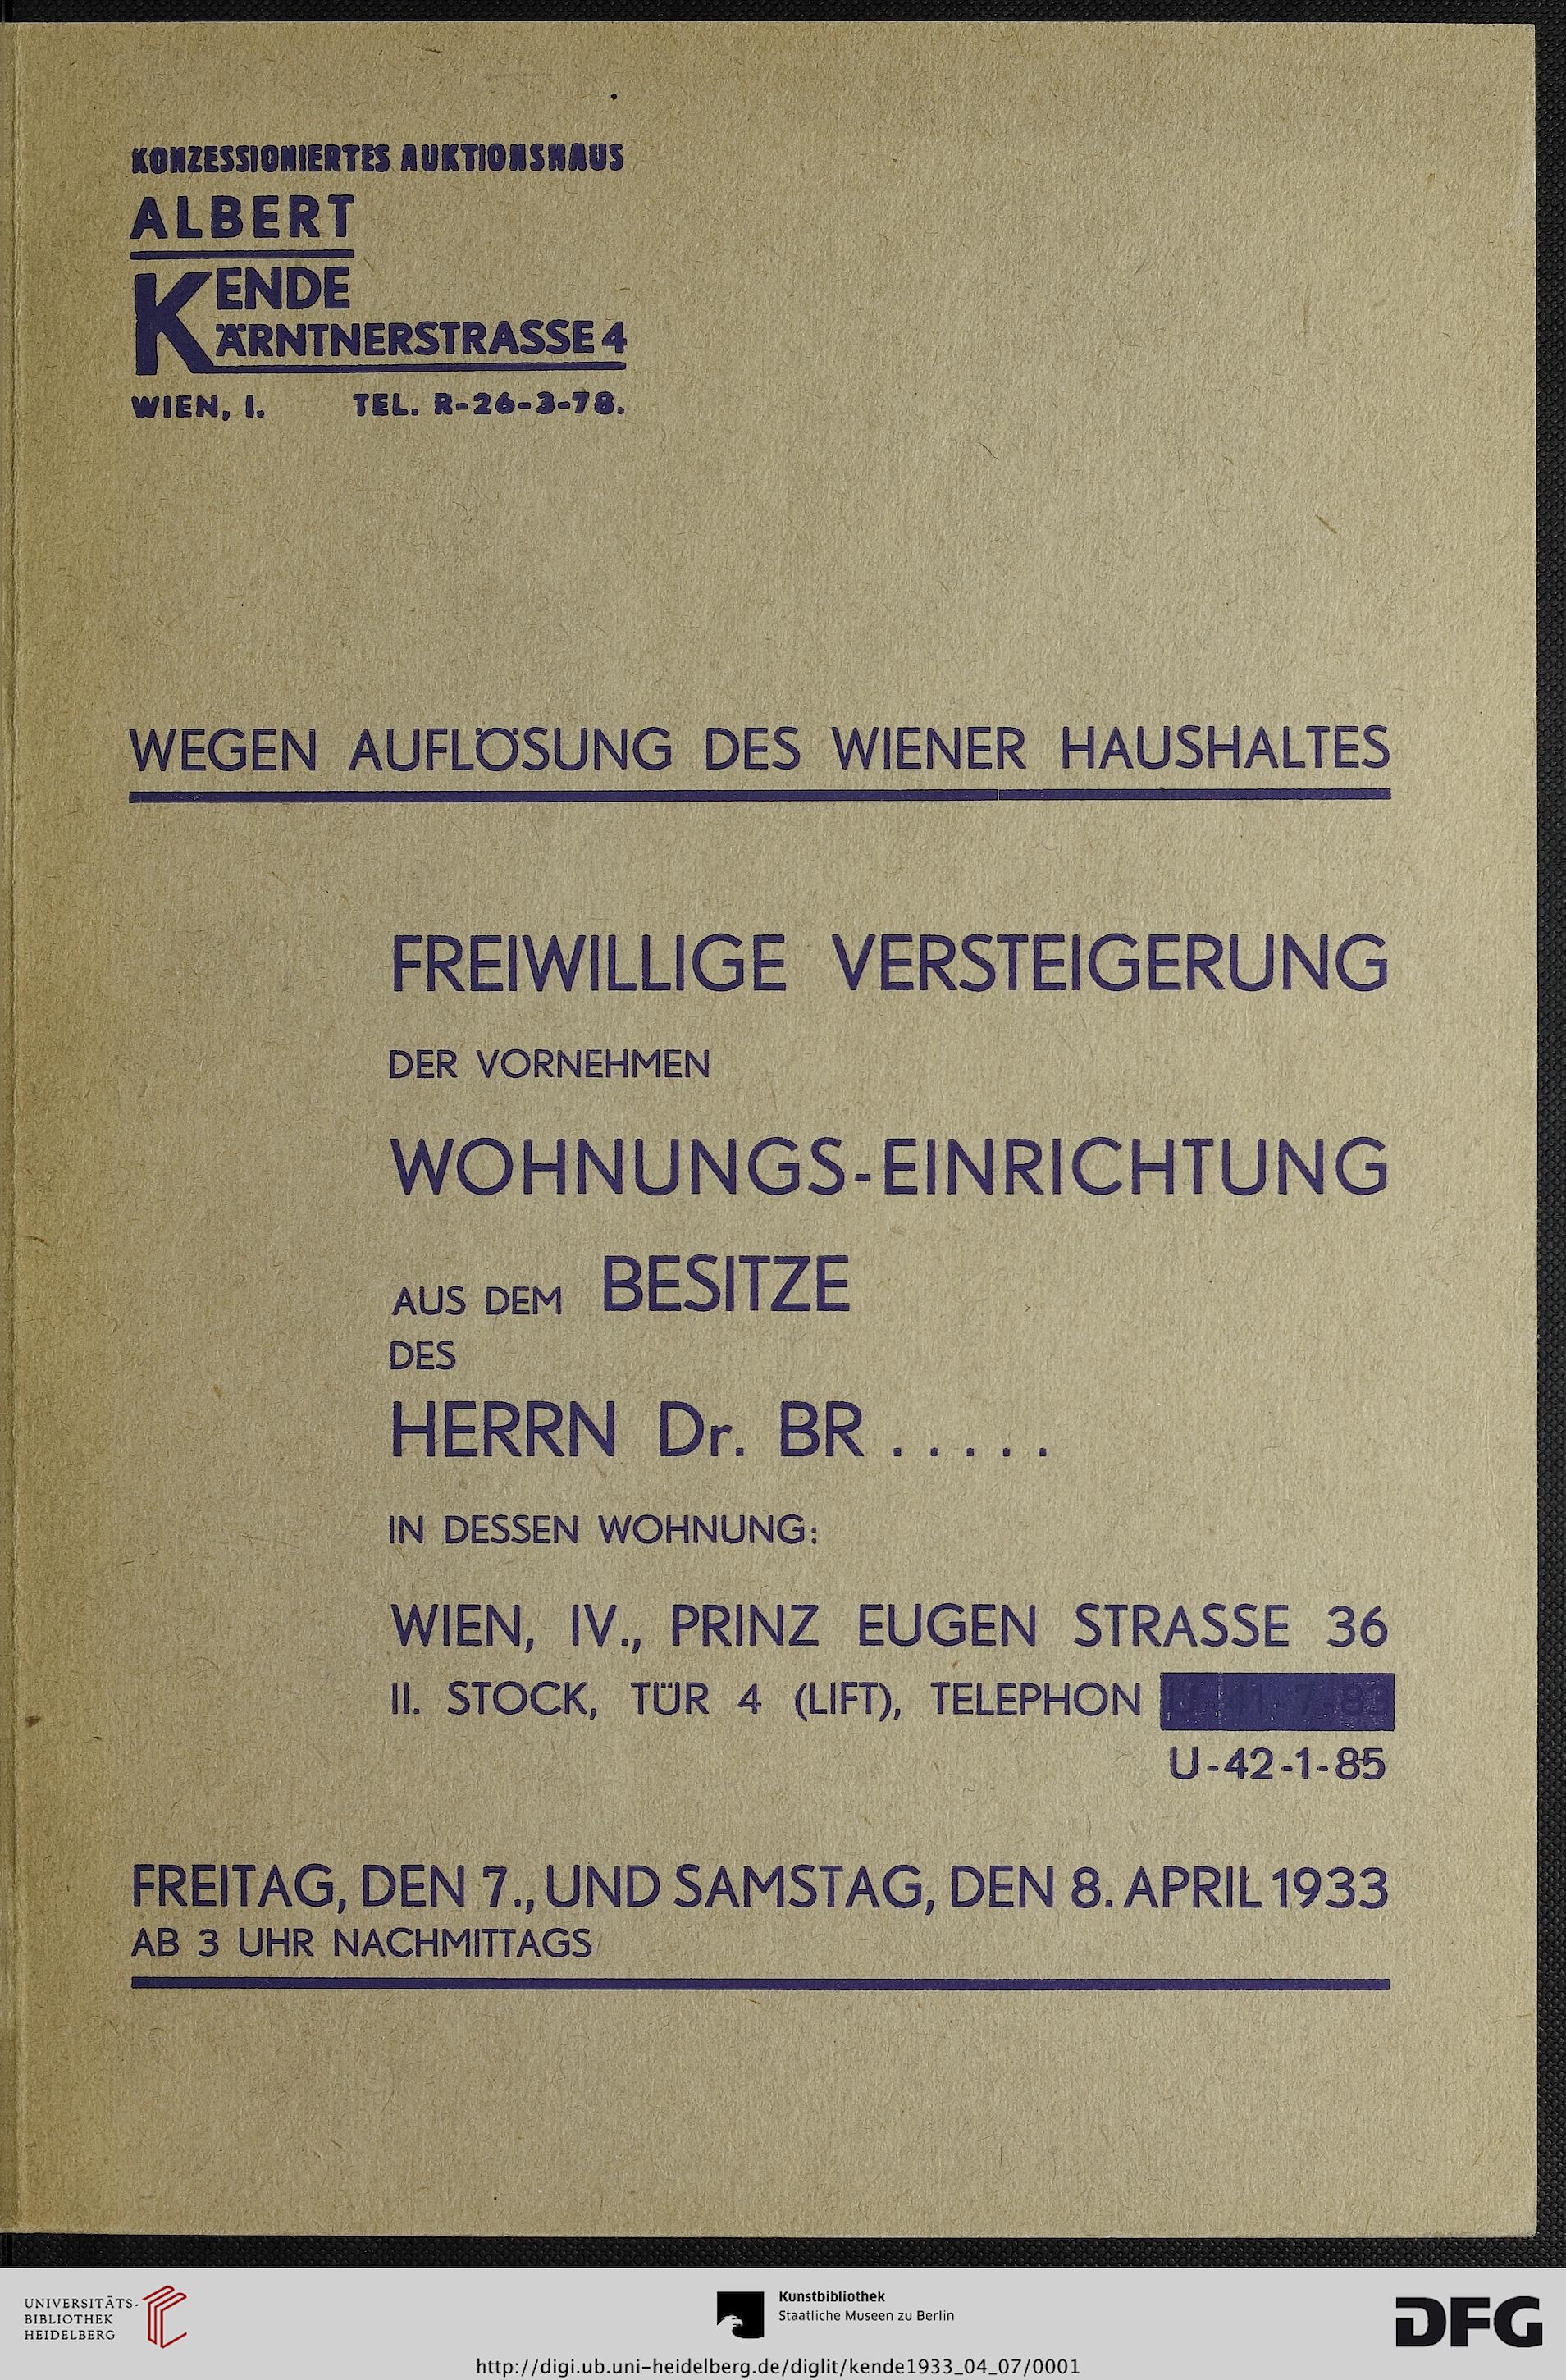 KONZESSIONIERTES AUKTIONSHAUS
ALBERT
KENDE
KÄRNTNERSTRASSE 4
WIEN, I. TEL. R-26-3-78.
WEGEN AUFLÖSUNG DES WIENER HAUSHALTES
FREIWILLIGE VERSTEIGERUNG
DER VORNEHMEN
WOHNUNGS-EINRICHTUNG
AUS DEM BESITZE
DES
HERRN Dr. BR . . . . .
IN DESSEN WOHNUNG:
WIEN, IV., PRINZ EUGEN STRASSE 36
II. STOCK, TÜR 4 (LIFT), TELEPHON
U-42-1-85
FREITAG, DEN 7., UND SAMSTAG, DEN 8. APRIL 1933
AB 3 UHR NACHMITTAGS
UNIVERSITÄTS-
BIBLIOTHEK
HEIDELBERG
Kunstbibliothek
Staatliche Museen zu Berlin
DFG
http://digi.ub.uni-heidelberg.de/diglit/kende1933_04_07/0001